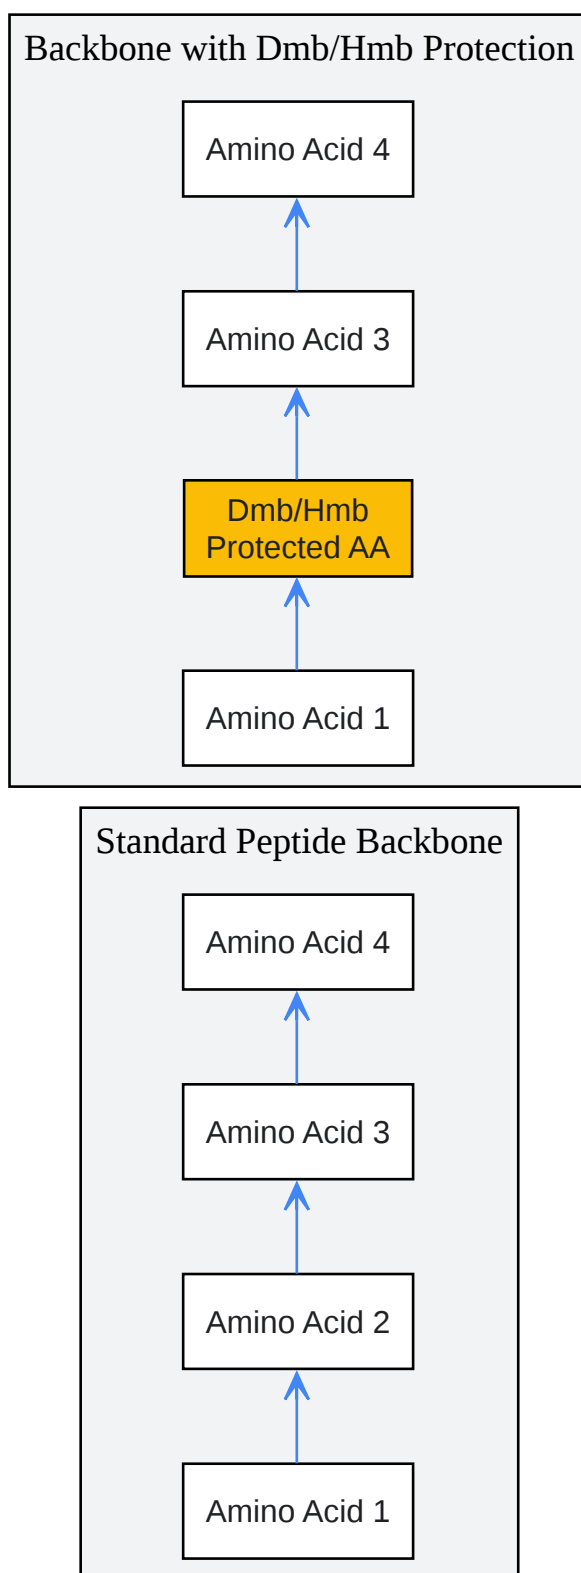 Backbone with Dmb/Hmb Protection
Amino Acid 4
Amino Acid 3
Dmb/Hmb
Protected AA
Amino Acid 1
Standard Peptide Backbone
Amino Acid 4
Amino Acid 3
Amino Acid 2
Amino Acid 1